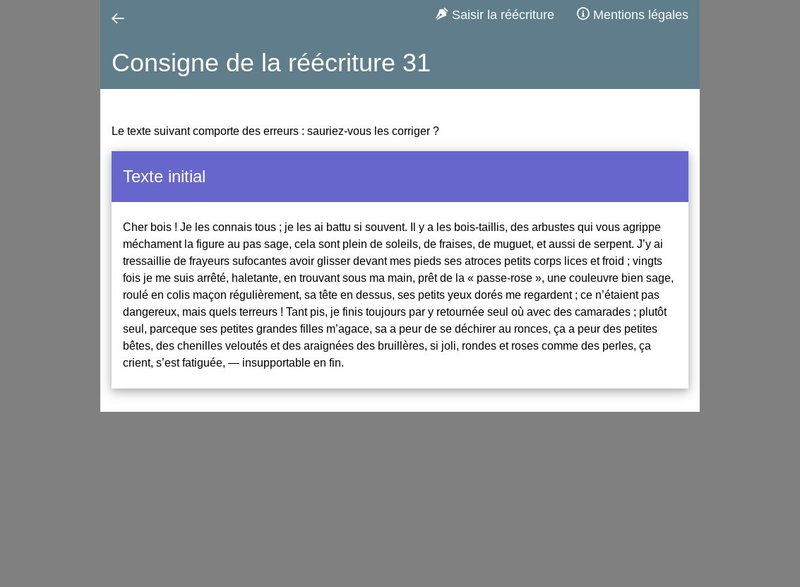 Saisir la réécriture
Mentions légales
Consigne de la réécriture 31
Le texte suivant comporte des erreurs : sauriez-vous les corriger ?
Texte initial
Cher bois ! Je les connais tous ; je les ai battu si souvent. Il y a les bois-taillis, des arbustes qui vous agrippe
méchament la figure au pas sage, cela sont plein de soleils, de fraises, de muguet, et aussi de serpent. J’y ai
tressaillie de frayeurs sufocantes avoir glisser devant mes pieds ses atroces petits corps lices et froid ; vingts
fois je me suis arrêté, haletante, en trouvant sous ma main, prêt de la « passe-rose », une couleuvre bien sage,
roulé en colis maçon régulièrement, sa tête en dessus, ses petits yeux dorés me regardent ; ce n’étaient pas
dangereux, mais quels terreurs ! Tant pis, je finis toujours par y retournée seul où avec des camarades ; plutôt
seul, parceque ses petites grandes filles m’agace, sa a peur de se déchirer au ronces, ça a peur des petites
bêtes, des chenilles veloutés et des araignées des bruillères, si joli, rondes et roses comme des perles, ça
crient, s’est fatiguée, — insupportable en fin.